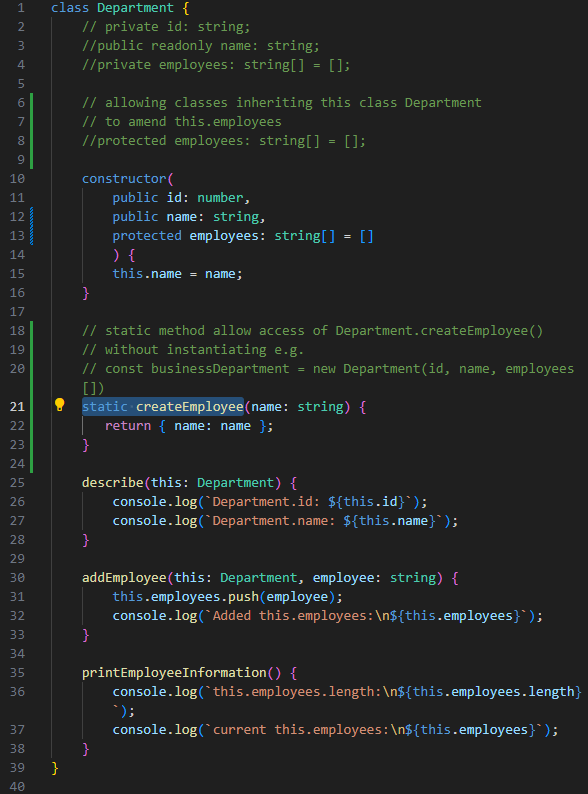 1 class Department {
2     // private id: string;
3     //public readonly name: string;
4     //private employees: string[] = [];
5
6     // allowing classes inheriting this class Department
7     // to amend this.employees
8     //protected employees: string[] = [];
9
10     constructor(
11         public id: number,
12         public name: string,
13         protected employees: string[] = []
14         ) {
15         this.name = name;
16     }
17
18     // static method allow access of Department.createEmployee()
19     // without instantiating e.g.
20     // const businessDepartment = new Department(id, name, employees
    [])
21     static createEmployee(name: string) {
22        return { name: name };
23     }
24
25     describe(this: Department) {
26         console.log(`Department.id: ${this.id}`);
27         console.log(`Department.name: ${this.name}`);
28     }
29
30     addEmployee(this: Department, employee: string) {
31         this.employees.push(employee);
32         console.log(`Added this.employees:\n${this.employees}`);
33     }
34
35     printEmployeeInformation() {
36         console.log(`this.employees.length:\n${this.employees.length}
        `);
37         console.log(`current this.employees:\n${this.employees}`);
38     }
39 }
40